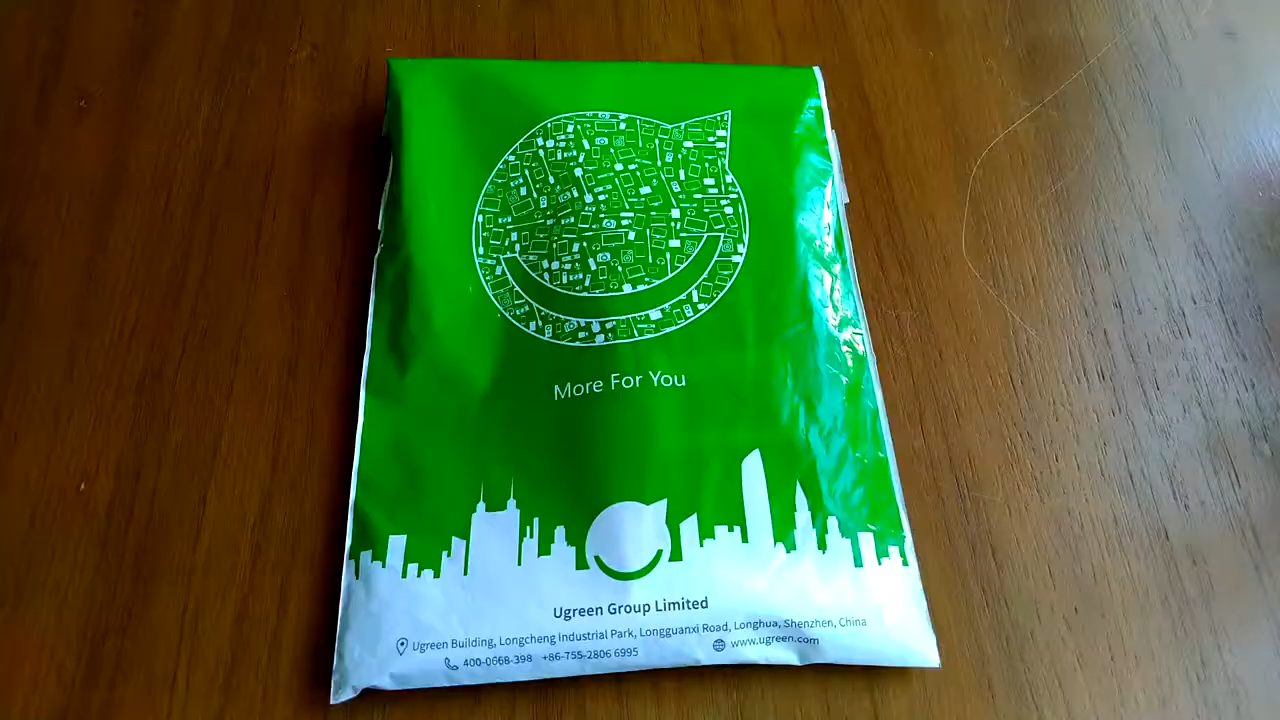 More For You
Ugreen Group Limited
Ugreen Building, Longcheng Industrial Park, Longguanxi Road, Longhua, Shenzhen, China
400-0668-398 +86-755-2806 6995 www.ugreen.com